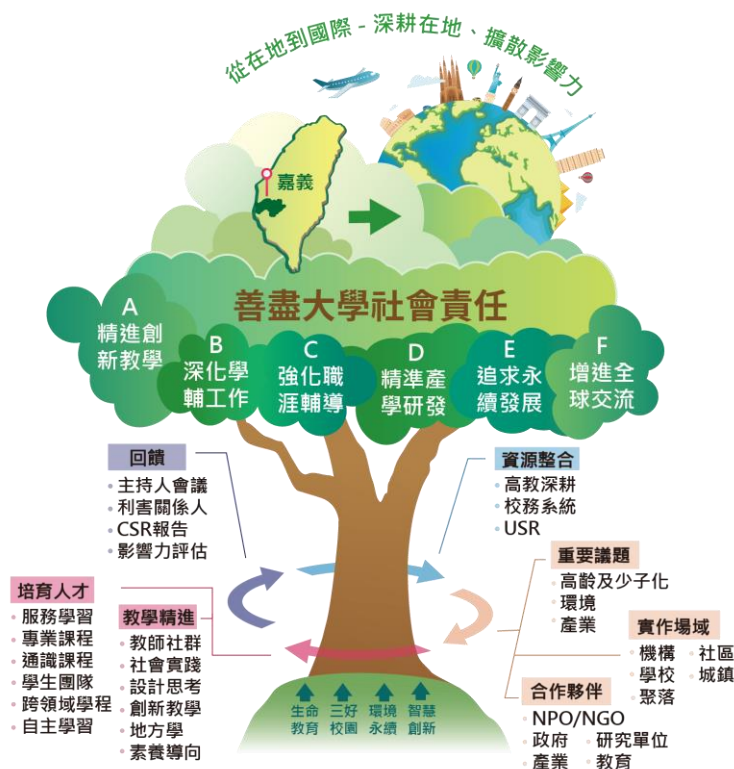 從在地到國際 - 深耕在地、擴散影響力
嘉義
善盡大學社會責任
A
精進創
新教學
B
深化學
輔工作
C
強化職
涯輔導
D
精準產
學研發
E
追求永
續發展
F
增進全
球交流
回饋
主持人會議
利害關係人
CSR報告
影響力評估
資源整合
高教深耕
校務系統
USR
培育人才
服務學習
專業課程
通識課程
學生團隊
跨領域學程
自主學習
教學精進
教師社群
社會實踐
設計思考
創新教學
地方學
素養導向
重要議題
高齡及少子化
環境
產業
實作場域
機構 社區
學校 城鎮
聚落
合作夥伴
NPO/NGO
政府 研究單位
產業 教育
生命
教育
三好
校園
環境
永續
智慧
創新